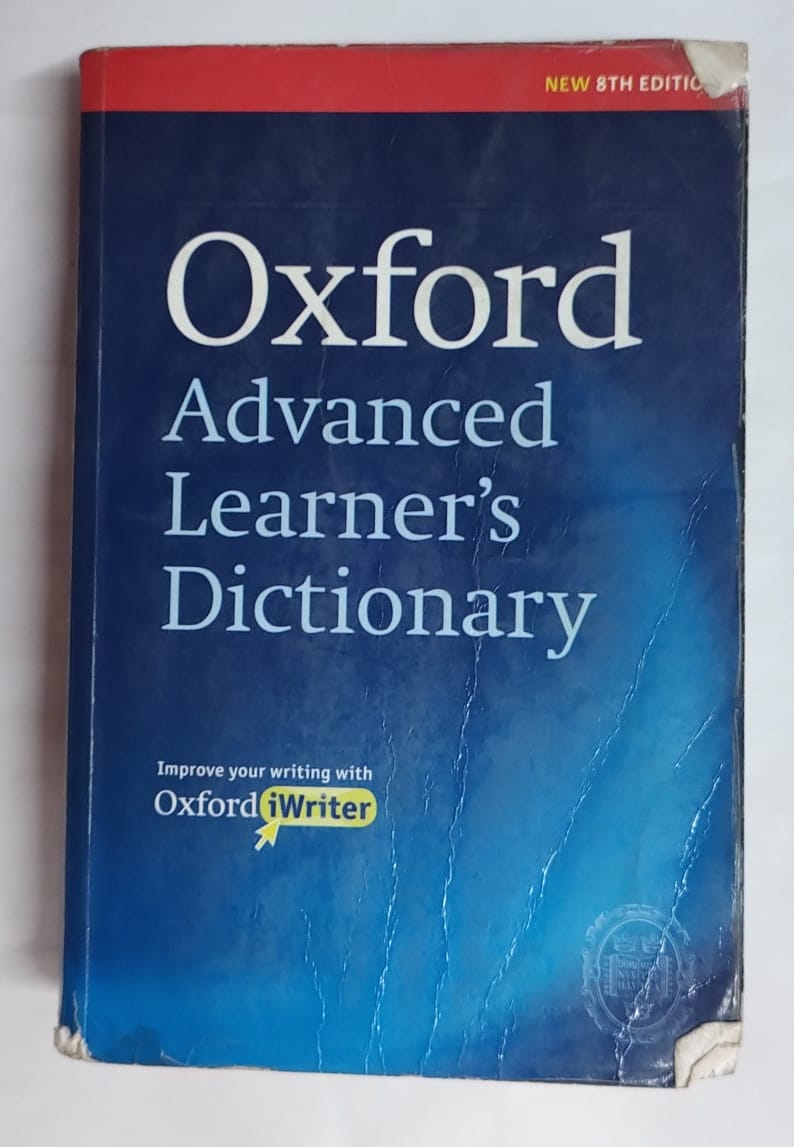 NEW 8TH EDITIO
Oxford
Advanced
Learner's
Dictionary
Improve your writing with
Oxford iWriter